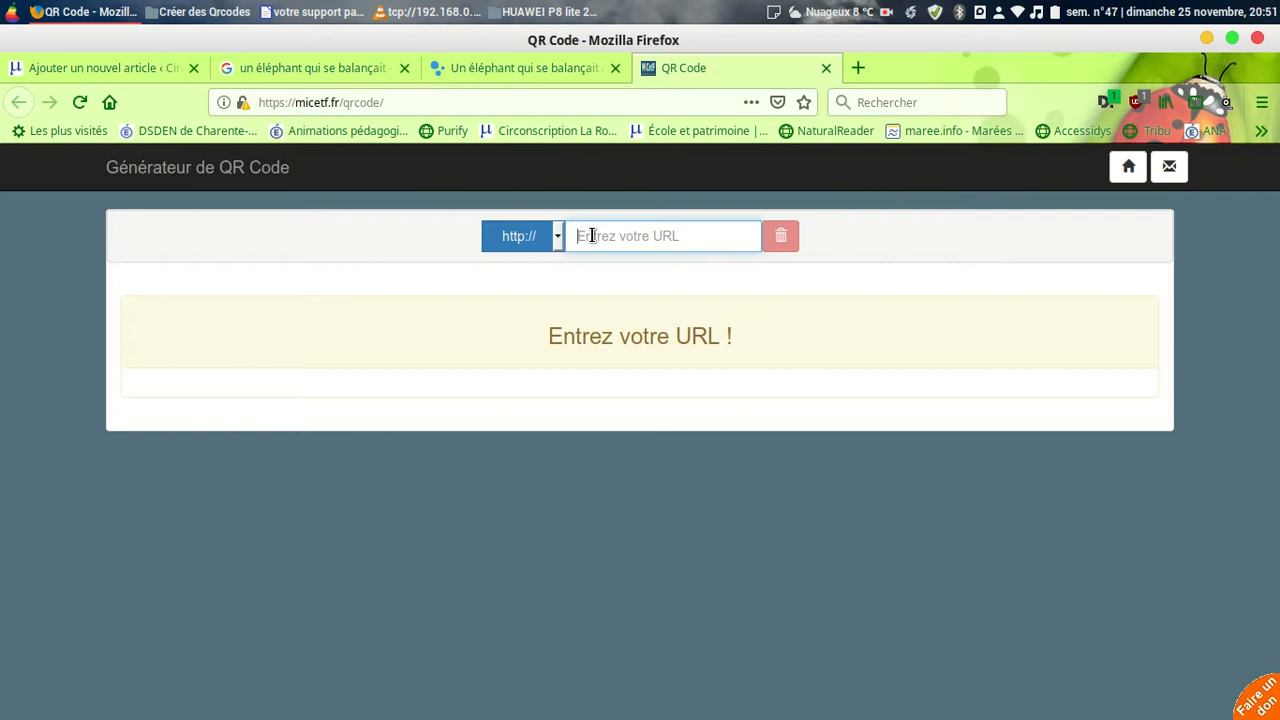 QR Code - Mozill... Créer des Qrcodes votre support pa... tcp://192.168.0.... HUAWEI P8 lite 2... Nuageux 8 °C sem. n°47 | dimanche 25 novembre, 20:51
QR Code - Mozilla Firefox
Ajouter un nouvel article ‹ Cir un éléphant qui se balançait - Un éléphant qui se balançait A QR Code
https://micetf.fr/qrcode/ Rechercher
Les plus visités DSDEN de Charente-... Animations pédagogi... Purify Circonscription La Ro... École et patrimoine |... NaturalReader maree.info - Marées ... Accessidys Tribu ANA
Générateur de QR Code
http:// Entrez votre URL
Entrez votre URL !
Faire un
don